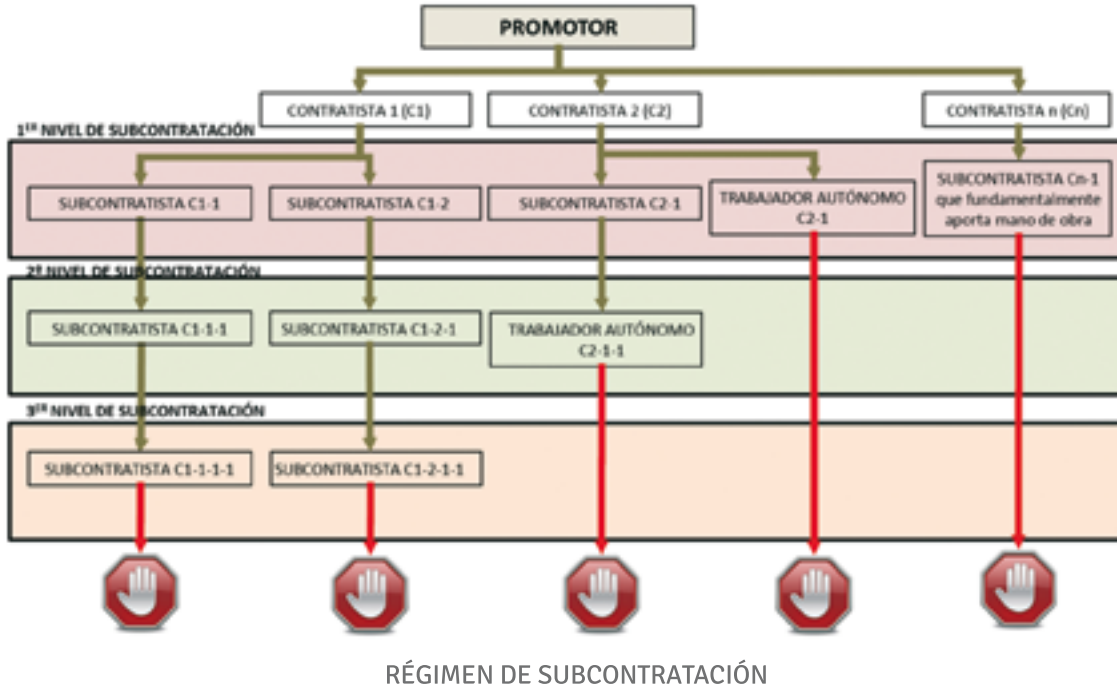 PROMOTOR
CONTRATISTA 1 (C1)
CONTRATISTA 2 (C2)
CONTRATISTA n (Cn)
1ᴱᴿ NIVEL DE SUBCONTRATACIÓN
SUBCONTRATISTA C1-1
SUBCONTRATISTA C1-2
SUBCONTRATISTA C2-1
TRABAJADOR AUTÓNOMO
C2-1
SUBCONTRATISTA Cn-1
que fundamentalmente
aporta mano de obra
2º NIVEL DE SUBCONTRATACIÓN
SUBCONTRATISTA C1-1-1
SUBCONTRATISTA C1-2-1
TRABAJADOR AUTÓNOMO
C2-1-1
3ᴱᴿ NIVEL DE SUBCONTRATACIÓN
SUBCONTRATISTA C1-1-1-1
SUBCONTRATISTA C1-2-1-1
RÉGIMEN DE SUBCONTRATACIÓN